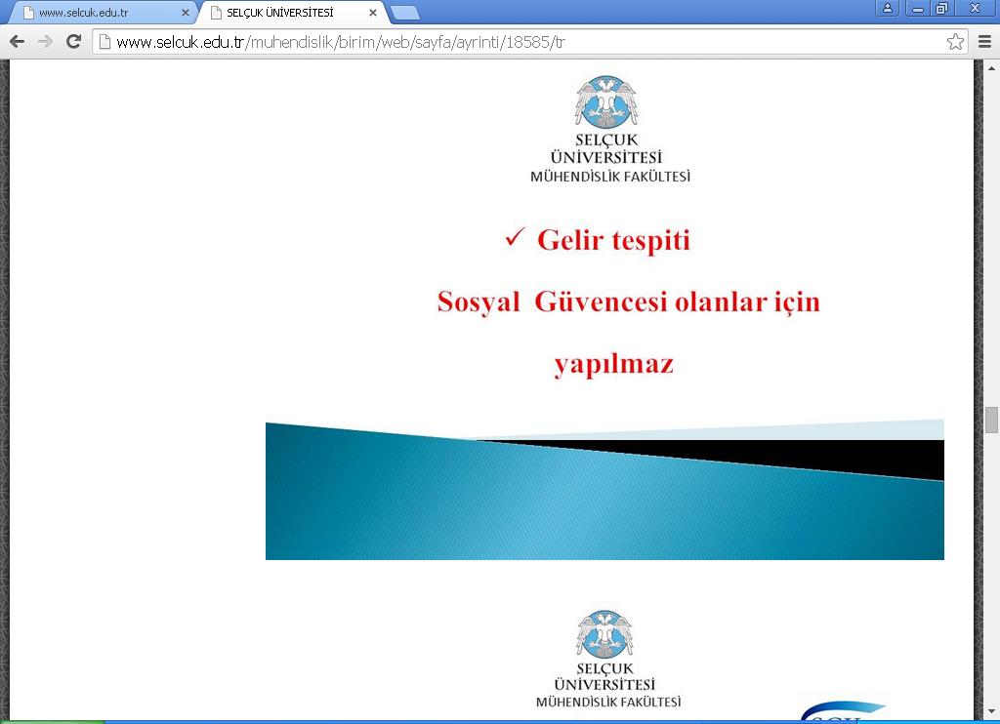 www.selcuk.edu.tr
SELÇUK ÜNİVERSİTESİ
www.selcuk.edu.tr/muhendislik/birim/web/sayfa/ayrinti/18585/tr
SELÇUK
ÜNİVERSİTESİ
MÜHENDİSLİK FAKÜLTESİ
✓ Gelir tespiti
Sosyal Güvencesi olanlar için
yapılmaz
SELÇUK
ÜNİVERSİTESİ
MÜHENDİSLİK FAKÜLTESİ